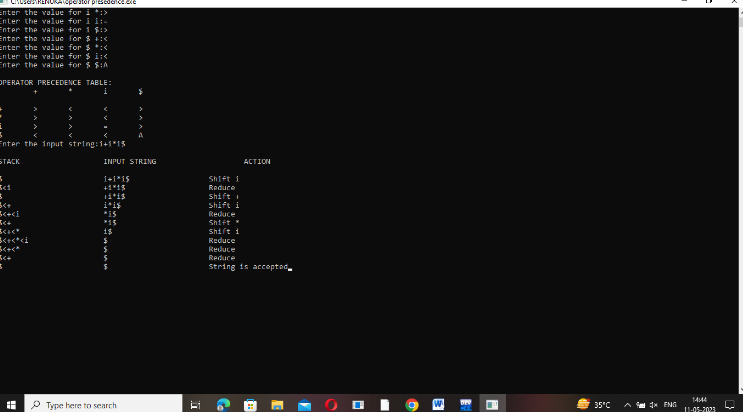 C:\Users\RENUKA\operator presedence.exe
Enter the value for i *:>
Enter the value for i i:=
Enter the value for i $:>
Enter the value for $ +:<
Enter the value for $ *:<
Enter the value for $ i:<
Enter the value for $ $:A
OPERATOR PRECEDENCE TABLE:
+ * i $
+ > < < >
* > > < >
i > > = >
$ < < < A
Enter the input string:i+i*i$
STACK INPUT STRING ACTION
$ i+i*i$ Shift i
$<i +i*i$ Reduce
$ +i*i$ Shift +
$<+ i*i$ Shift i
$<+<i *i$ Reduce
$<+ *i$ Shift *
$<+<* i$ Shift i
$<+<*<i $ Reduce
$<+<* $ Reduce
$<+ $ Reduce
$ $ String is accepted
Type here to search
35°C
ENG
14:44
11-05-2023